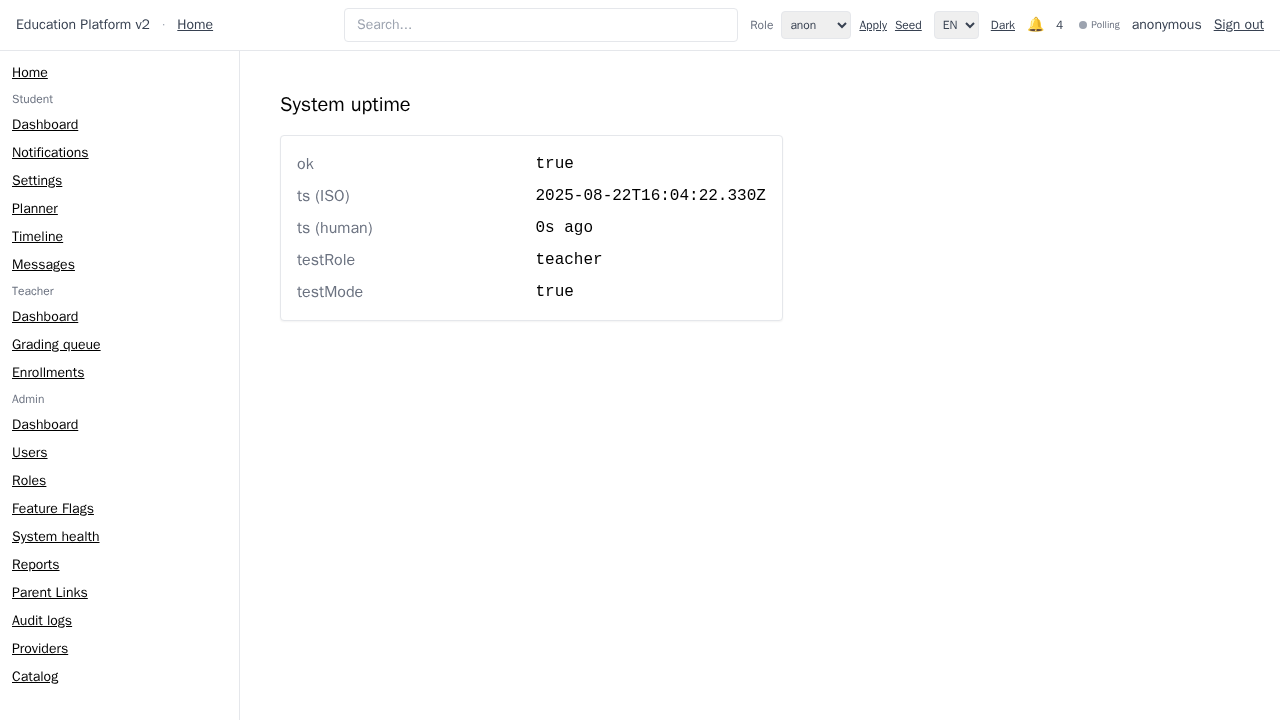 Education Platform v2 · Home Search... Role anon Apply Seed EN Dark 🔔 4 Polling anonymous Sign out
Home
Student
Dashboard
Notifications
Settings
Planner
Timeline
Messages
Teacher
Dashboard
Grading queue
Enrollments
Admin
Dashboard
Users
Roles
Feature Flags
System health
Reports
Parent Links
Audit logs
Providers
Catalog
System uptime
ok true
ts (ISO) 2025-08-22T16:04:22.330Z
ts (human) 0s ago
testRole teacher
testMode true